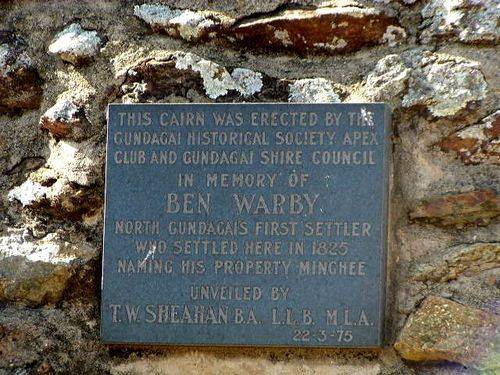 THIS CAIRN WAS ERECTED BY THE
GUNDAGAI HISTORICAL SOCIETY APEX
CLUB AND GUNDAGAI SHIRE COUNCIL
IN MEMORY OF
BEN WARBY.
NORTH GUNDAGAIS FIRST SETTLER
WHO SETTLED HERE IN 1825
NAMING HIS PROPERTY MINGHEE
UNVEILED BY
T.W. SHEAHAN B.A. L.L.B. M.L.A.
22-3-75